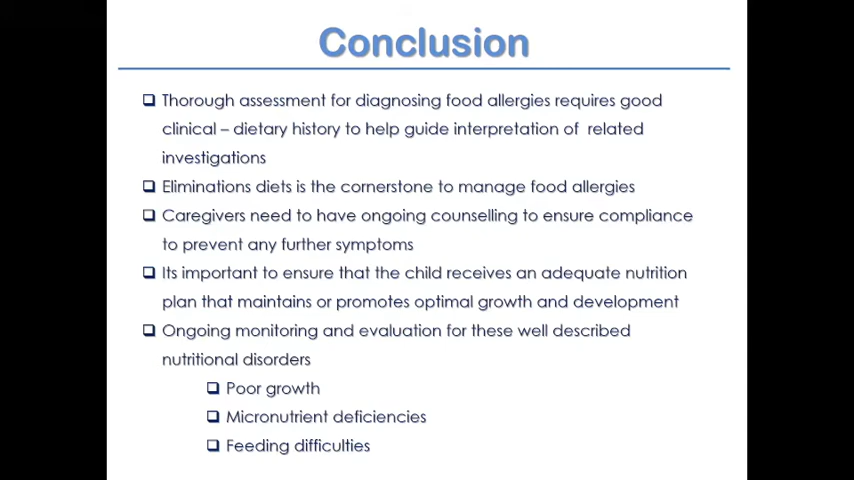 Conclusion
Thorough assessment for diagnosing food allergies requires good
clinical – dietary history to help guide interpretation of related
investigations
Eliminations diets is the cornerstone to manage food allergies
Caregivers need to have ongoing counselling to ensure compliance
to prevent any further symptoms
Its important to ensure that the child receives an adequate nutrition
plan that maintains or promotes optimal growth and development
Ongoing monitoring and evaluation for these well described
nutritional disorders
Poor growth
Micronutrient deficiencies
Feeding difficulties